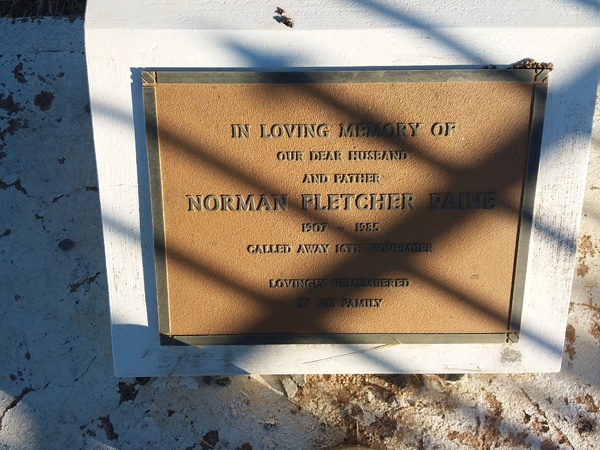 IN LOVING MEMORY OF
OUR DEAR HUSBAND
AND FATHER
NORMAN FLETCHER PAINE
1907 - 1985
CALLED AWAY 16TH NOVEMBER
LOVINGLY REMEMBERED
BY HIS FAMILY